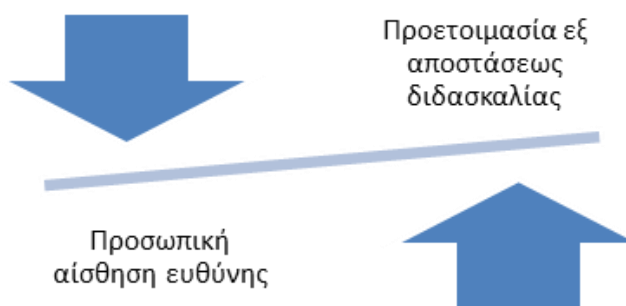 Προετοιμασία εξ
αποστάσεως
διδασκαλίας
Προσωπική
αίσθηση ευθύνης